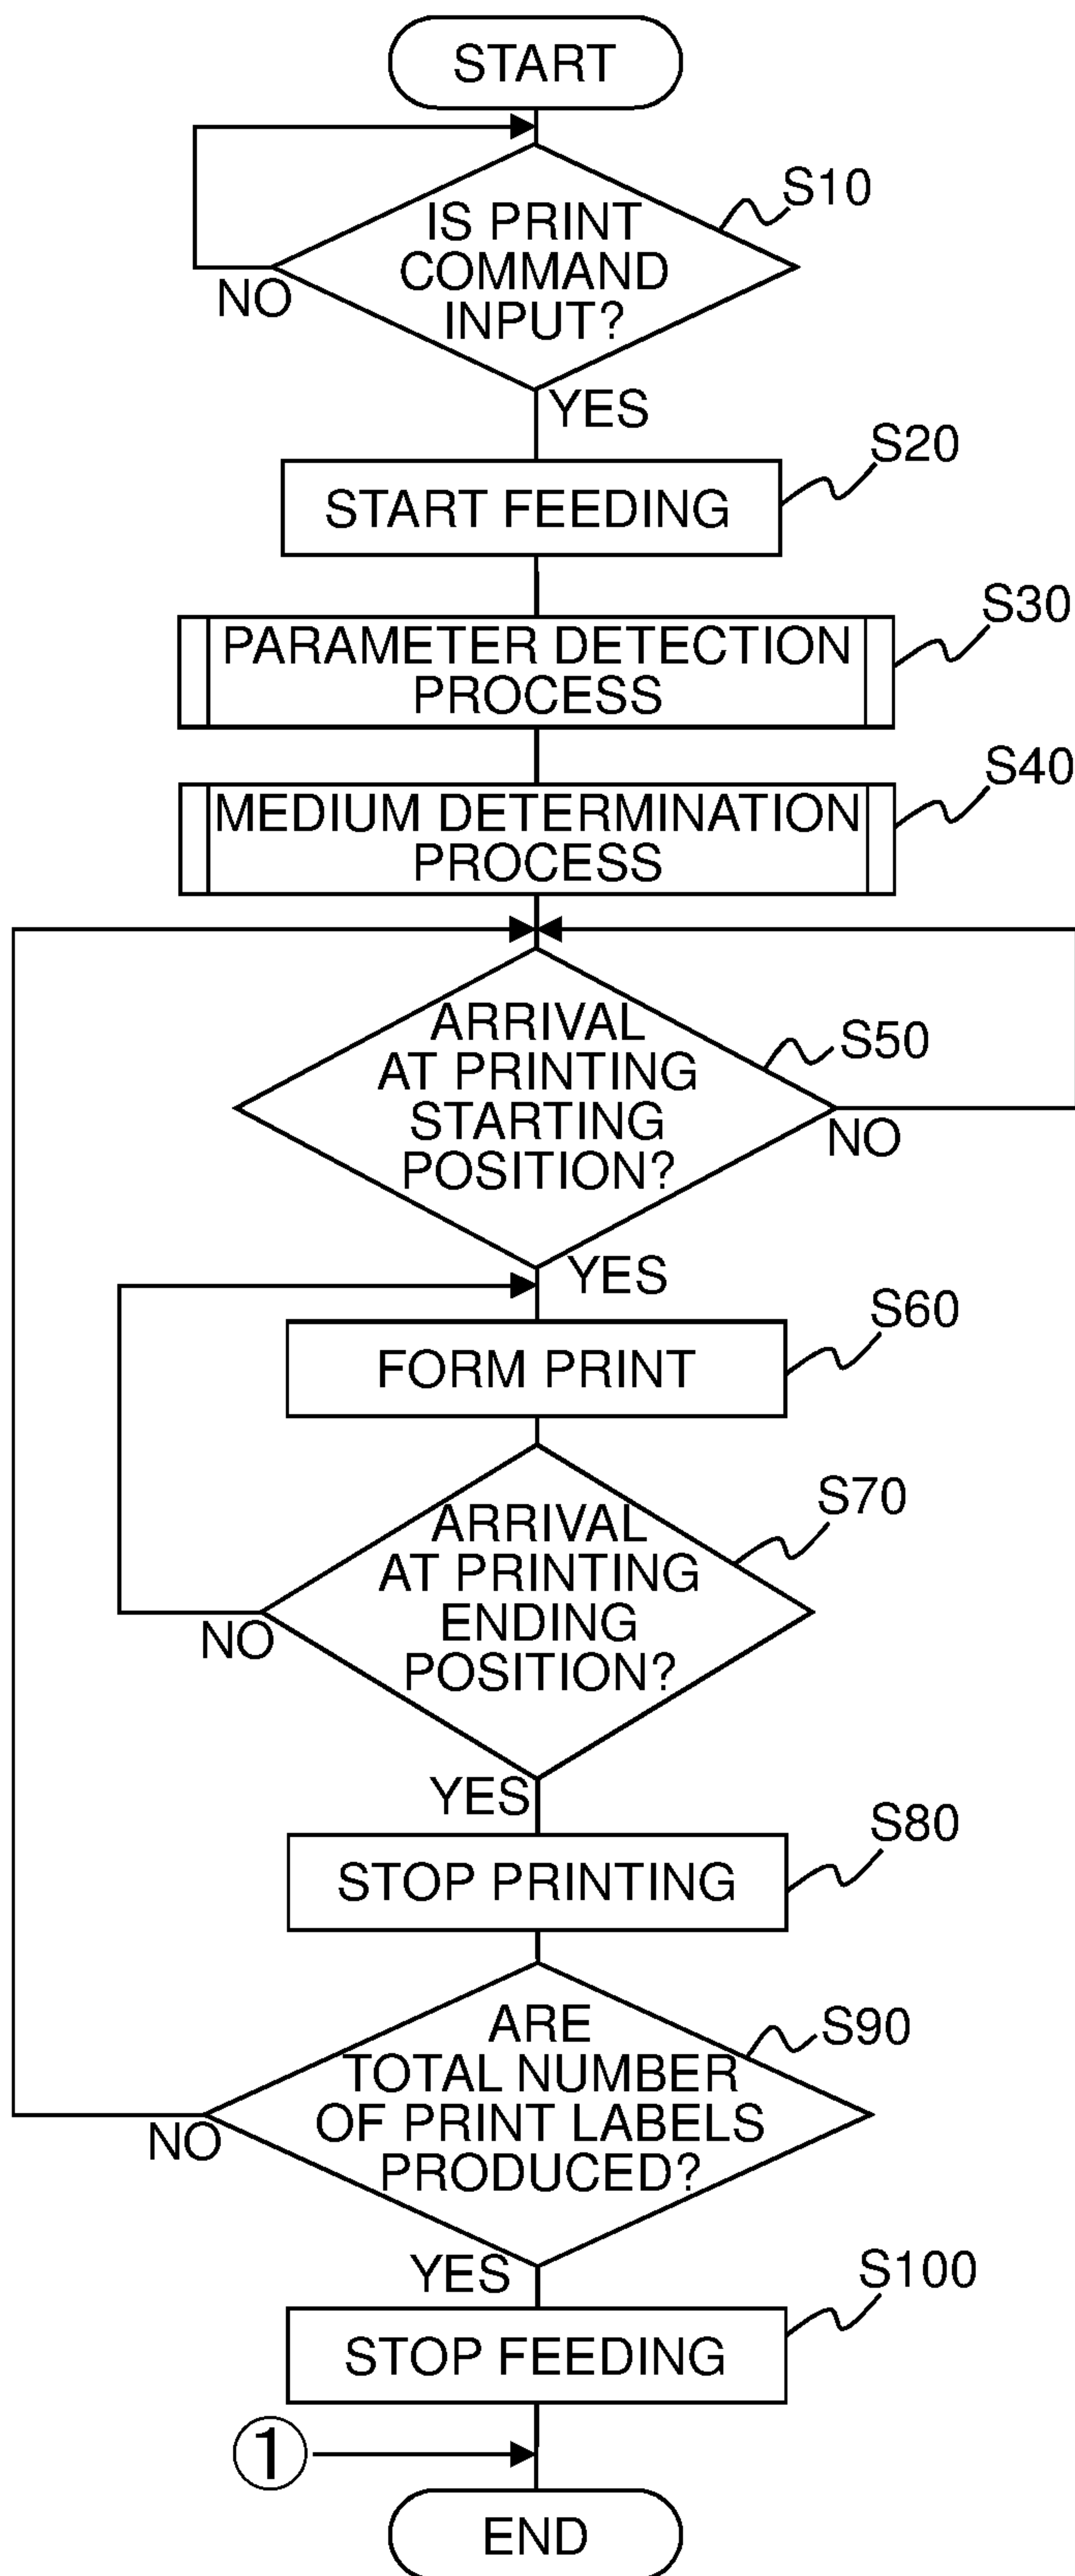 START
S10
IS PRINT
COMMAND
INPUT?
NO
YES
S20
START FEEDING
S30
PARAMETER DETECTION
PROCESS
S40
MEDIUM DETERMINATION
PROCESS
S50
ARRIVAL
AT PRINTING
STARTING
POSITION?
NO
YES
S60
FORM PRINT
S70
ARRIVAL
AT PRINTING
ENDING
POSITION?
NO
YES
S80
STOP PRINTING
S90
ARE
TOTAL NUMBER
OF PRINT LABELS
PRODUCED?
NO
YES
S100
STOP FEEDING
①
END